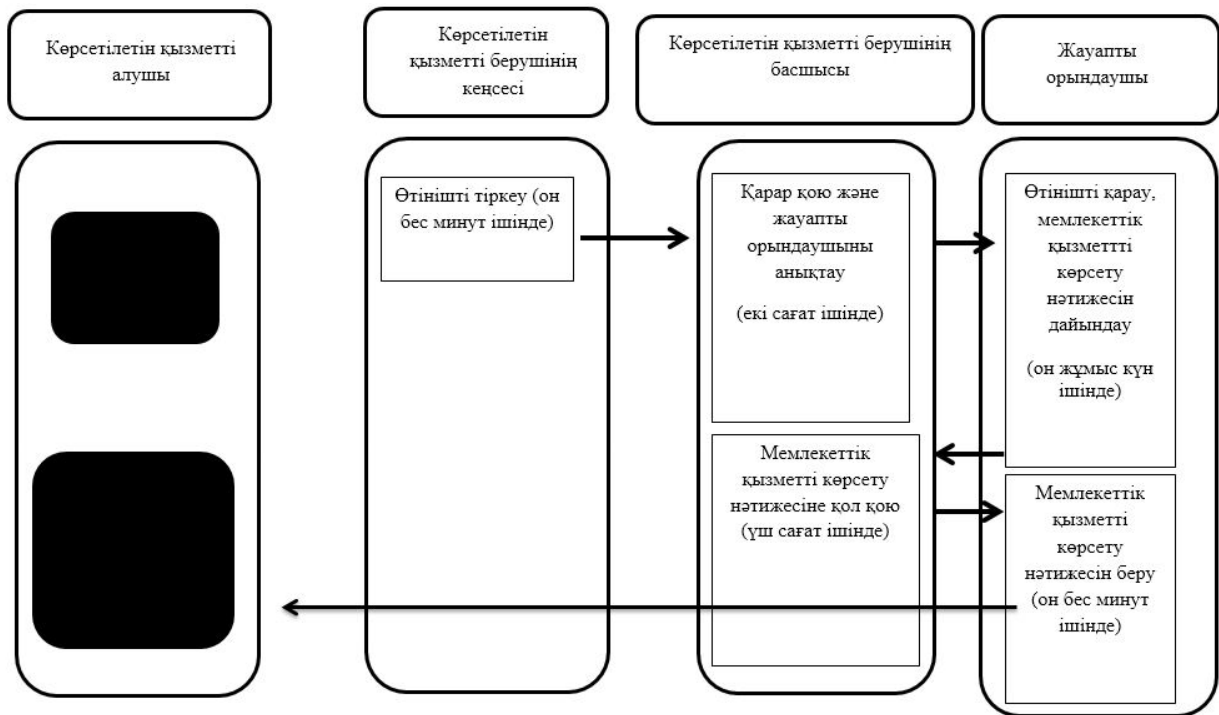 Көрсетілетін қызметті
алушы
Көрсетілетін
қызметті берушінің
кеңсесі
Көрсетілетін қызметті берушінің
басшысы
Жауапты
орындаушы
Өтінішті тіркеу (он
бес минут ішінде)
Қарар қою және
жауапты
орындаушыны
анықтау
(екі сағат ішінде)
Өтінішті қарау,
мемлекеттік
қызметтті
көрсету
нәтижесін
дайындау
(он жұмыс күн
ішінде)
Мемлекеттік
қызметті көрсету
нәтижесіне қол қою
(үш сағат ішінде)
Мемлекеттік
қызметті
көрсету
нәтижесін беру
(он бес минут
ішінде)